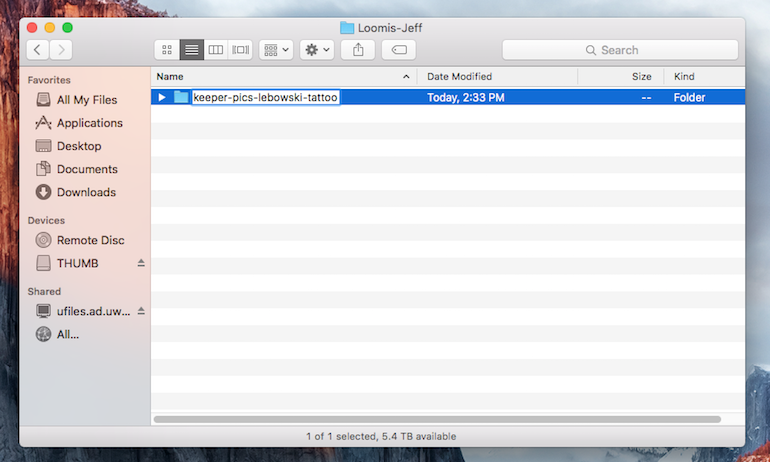 Loomis-Jeff
Search
Favorites
All My Files
Applications
Desktop
Documents
Downloads
Devices
Remote Disc
THUMB
Shared
ufiles.ad.uw...
All...
Name Date Modified Size Kind
keeper-pics-lebowski-tattoo Today, 2:33 PM -- Folder
1 of 1 selected, 5.4 TB available